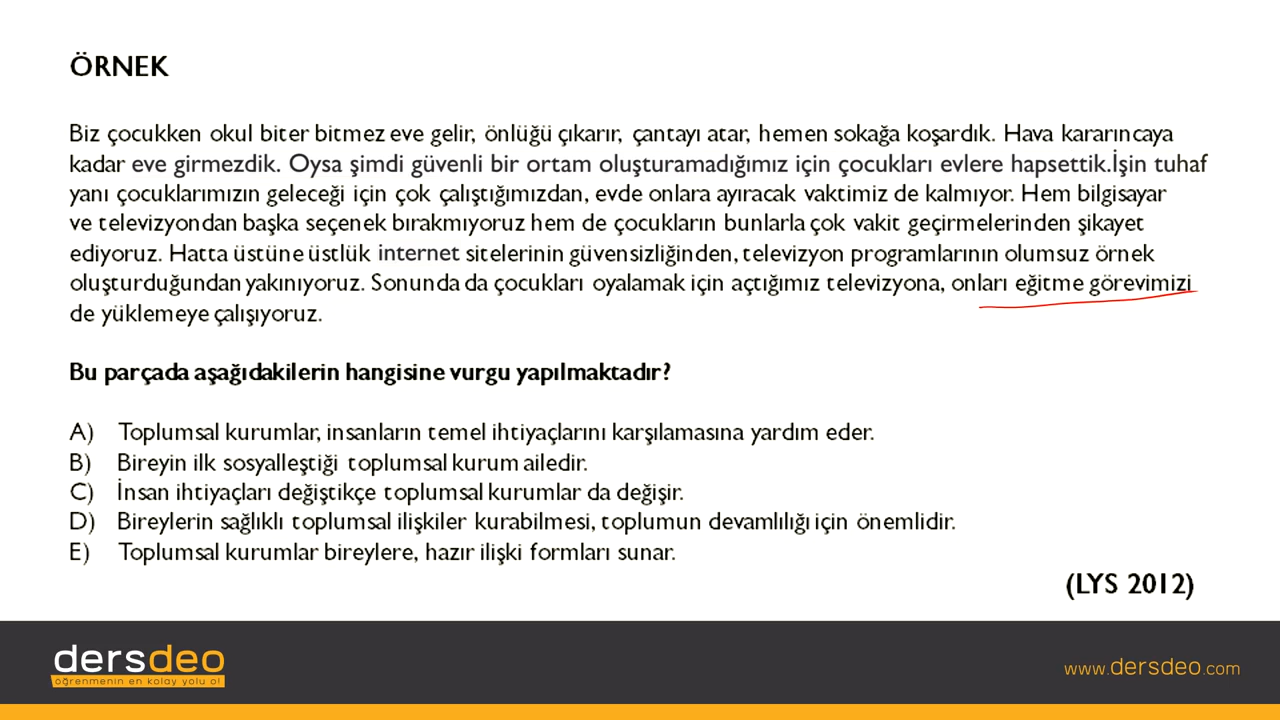 ÖRNEK
Biz çocukken okul biter bitmez eve gelir, önlüğü çıkarır, çantayı atar, hemen sokağa koşardık. Hava kararıncaya
kadar eve girmezdik. Oysa şimdi güvenli bir ortam oluşturamadığımız için çocukları evlere hapsettik.İşin tuhaf
yanı çocuklarımızın geleceği için çok çalıştığımızdan, evde onlara ayıracak vaktimiz de kalmıyor. Hem bilgisayar
ve televizyondan başka seçenek bırakmıyoruz hem de çocukların bunlarla çok vakit geçirmelerinden şikayet
ediyoruz. Hatta üstüne üstlük internet sitelerinin güvensizliğinden, televizyon programlarının olumsuz örnek
oluşturduğundan yakınıyoruz. Sonunda da çocukları oyalamak için açtığımız televizyona, onları eğitme görevimizi
de yüklemeye çalışıyoruz.
Bu parçada aşağıdakilerin hangisine vurgu yapılmaktadır?
A) Toplumsal kurumlar, insanların temel ihtiyaçlarını karşılamasına yardım eder.
B) Bireyin ilk sosyalleştiği toplumsal kurum ailedir.
C) İnsan ihtiyaçları değiştikçe toplumsal kurumlar da değişir.
D) Bireylerin sağlıklı toplumsal ilişkiler kurabilmesi, toplumun devamlılığı için önemlidir.
E) Toplumsal kurumlar bireylere, hazır ilişki formları sunar.
(LYS 2012)
dersdeo
öğrenmenin en kolay yolu o!
www.dersdeo.com